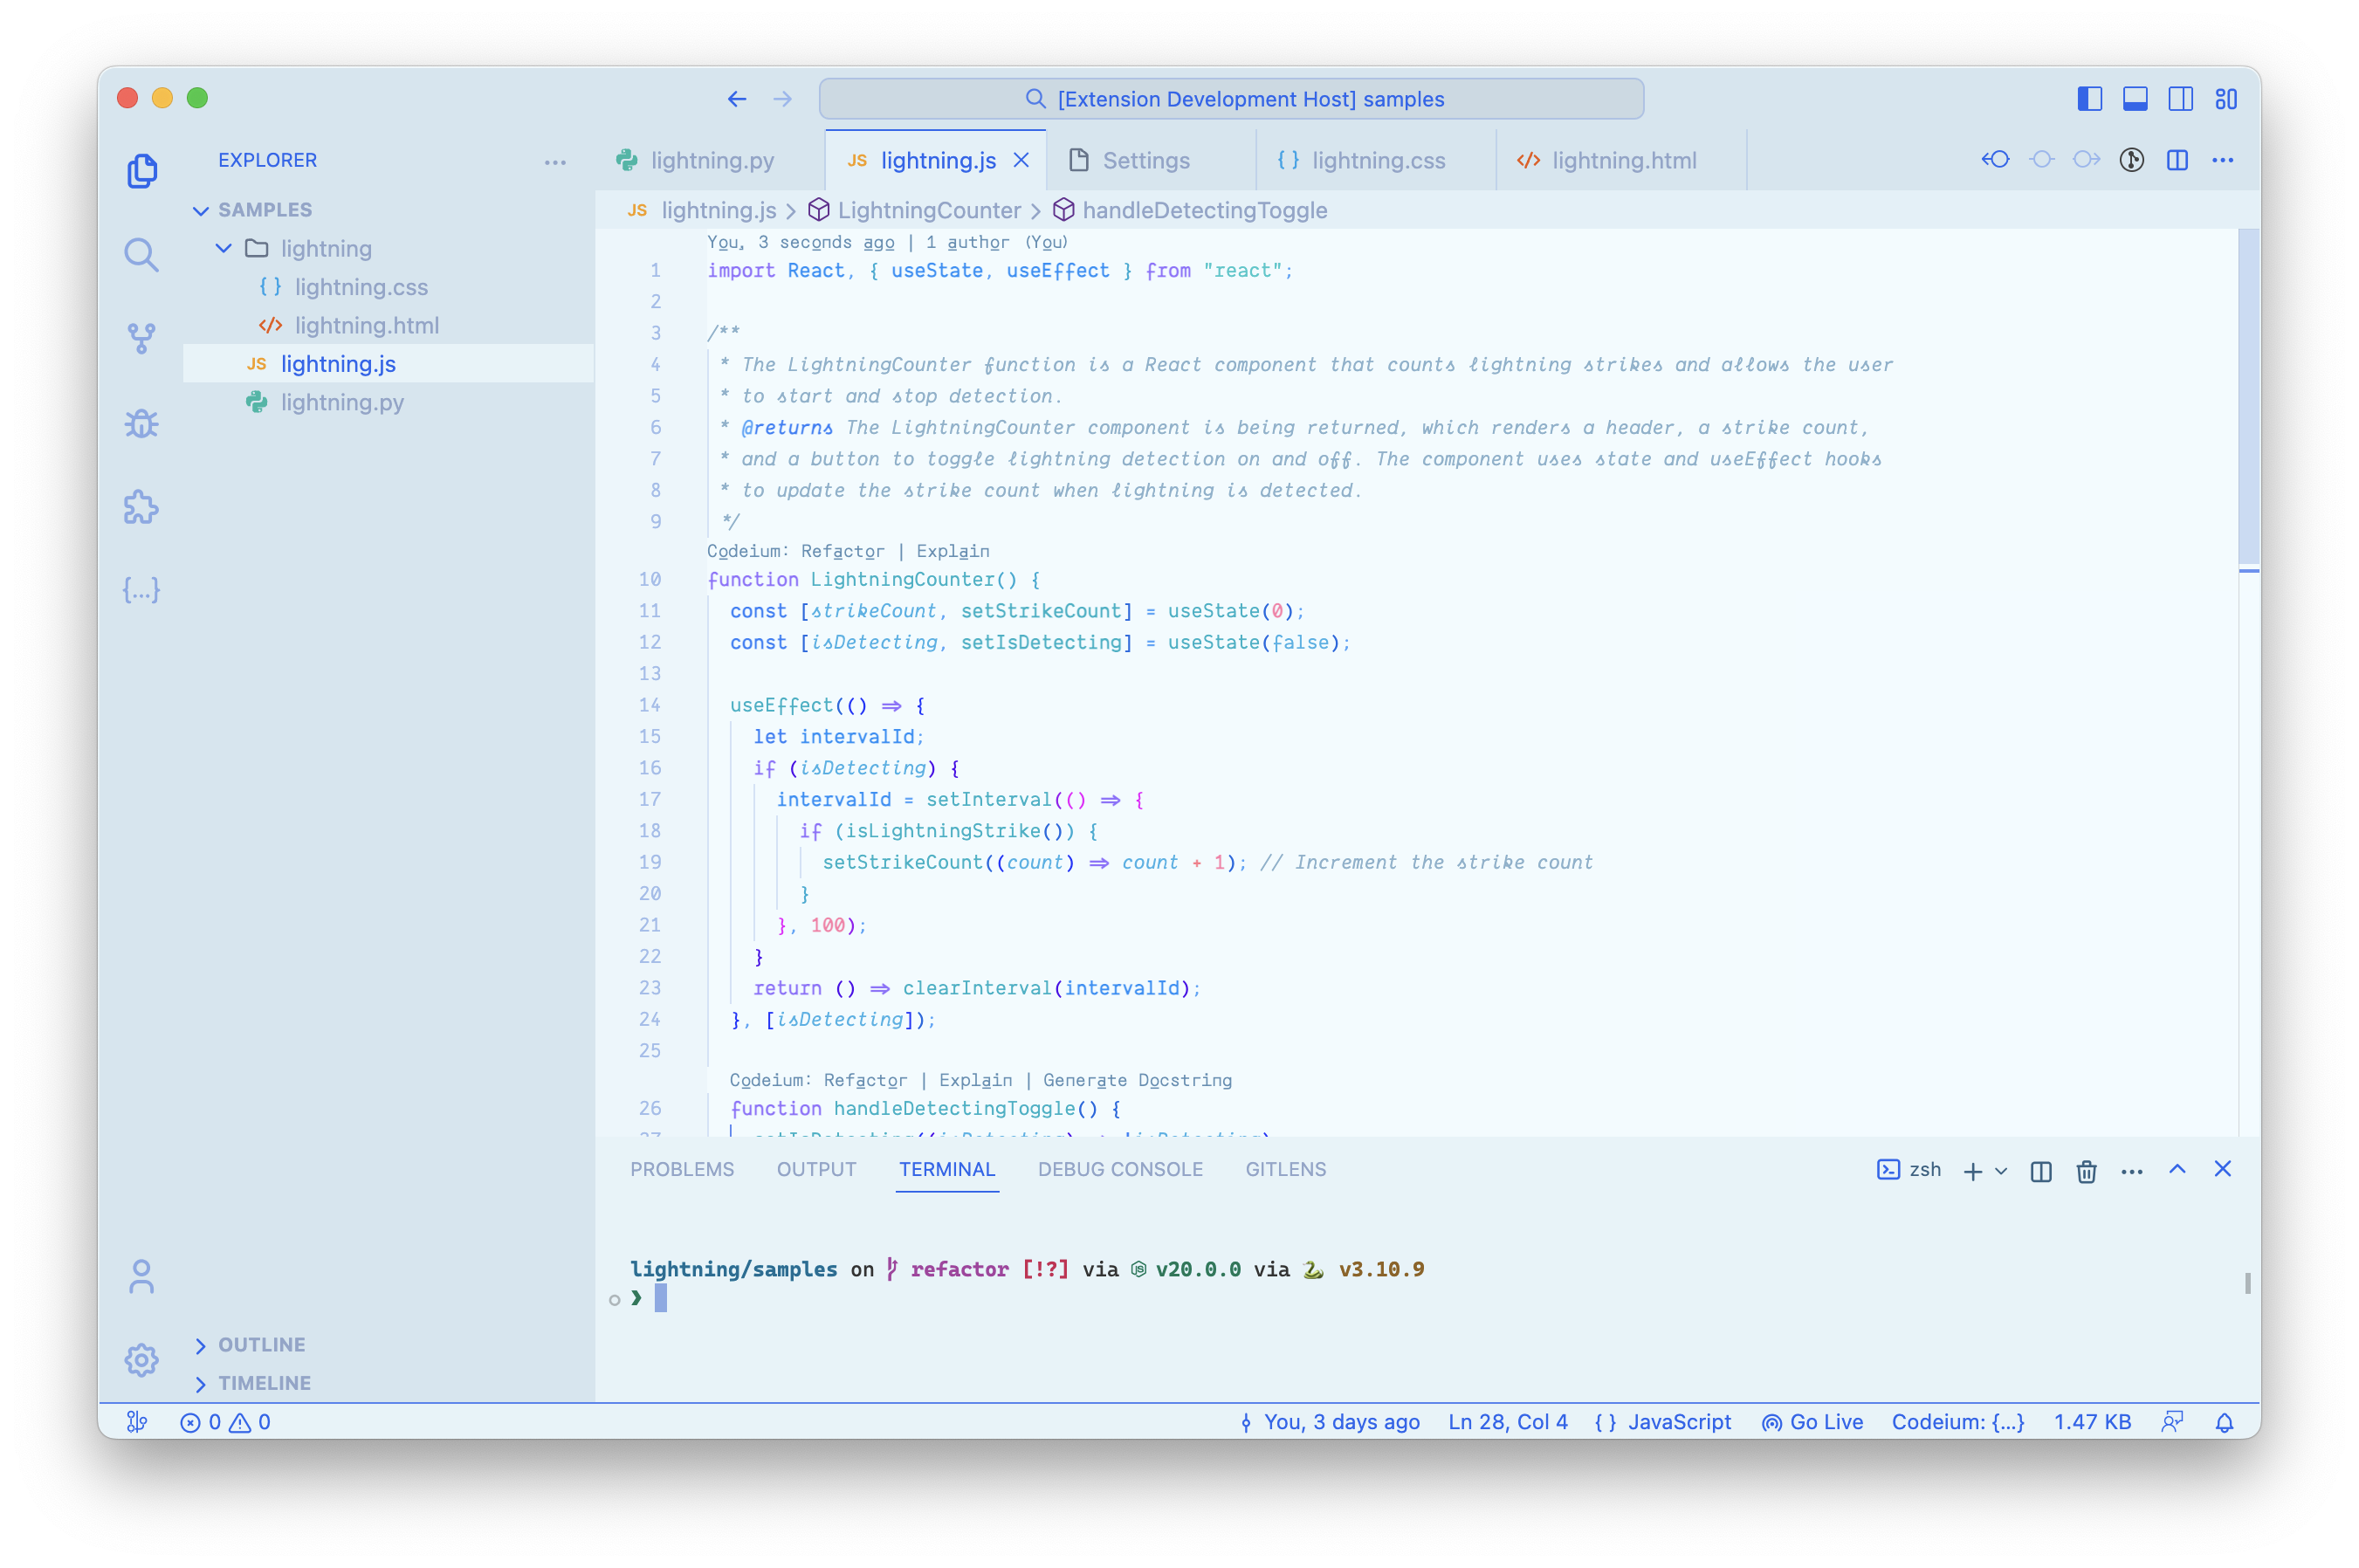 [Extension Development Host] samples
EXPLORER
SAMPLES
lightning
{ } lightning.css
</> lightning.html
JS lightning.js
lightning.py
OUTLINE
TIMELINE
lightning.py
JS lightning.js
Settings
{ } lightning.css
</> lightning.html
JS lightning.js > LightningCounter > handleDetectingToggle
You, 3 seconds ago | 1 author (You)
1 import React, { useState, useEffect } from "react";
2
3 /**
4 * The LightningCounter function is a React component that counts lightning strikes and allows the user
5 * to start and stop detection.
6 * @returns The LightningCounter component is being returned, which renders a header, a strike count,
7 * and a button to toggle lightning detection on and off. The component uses state and useEffect hooks
8 * to update the strike count when lightning is detected.
9 */
Codeium: Refactor | Explain
10 function LightningCounter() {
11 const [strikeCount, setStrikeCount] = useState(0);
12 const [isDetecting, setIsDetecting] = useState(false);
13
14 useEffect(() ⇒ {
15 let intervalId;
16 if (isDetecting) {
17 intervalId = setInterval(() ⇒ {
18 if (isLightningStrike()) {
19 setStrikeCount((count) ⇒ count + 1); // Increment the strike count
20 }
21 }, 100);
22 }
23 return () ⇒ clearInterval(intervalId);
24 }, [isDetecting]);
25
Codeium: Refactor | Explain | Generate Docstring
26 function handleDetectingToggle() {
PROBLEMS OUTPUT TERMINAL DEBUG CONSOLE GITLENS
zsh
lightning/samples on refactor [!?] via v20.0.0 via v3.10.9
❯
0 0
You, 3 days ago Ln 28, Col 4 { } JavaScript Go Live Codeium: {...} 1.47 KB